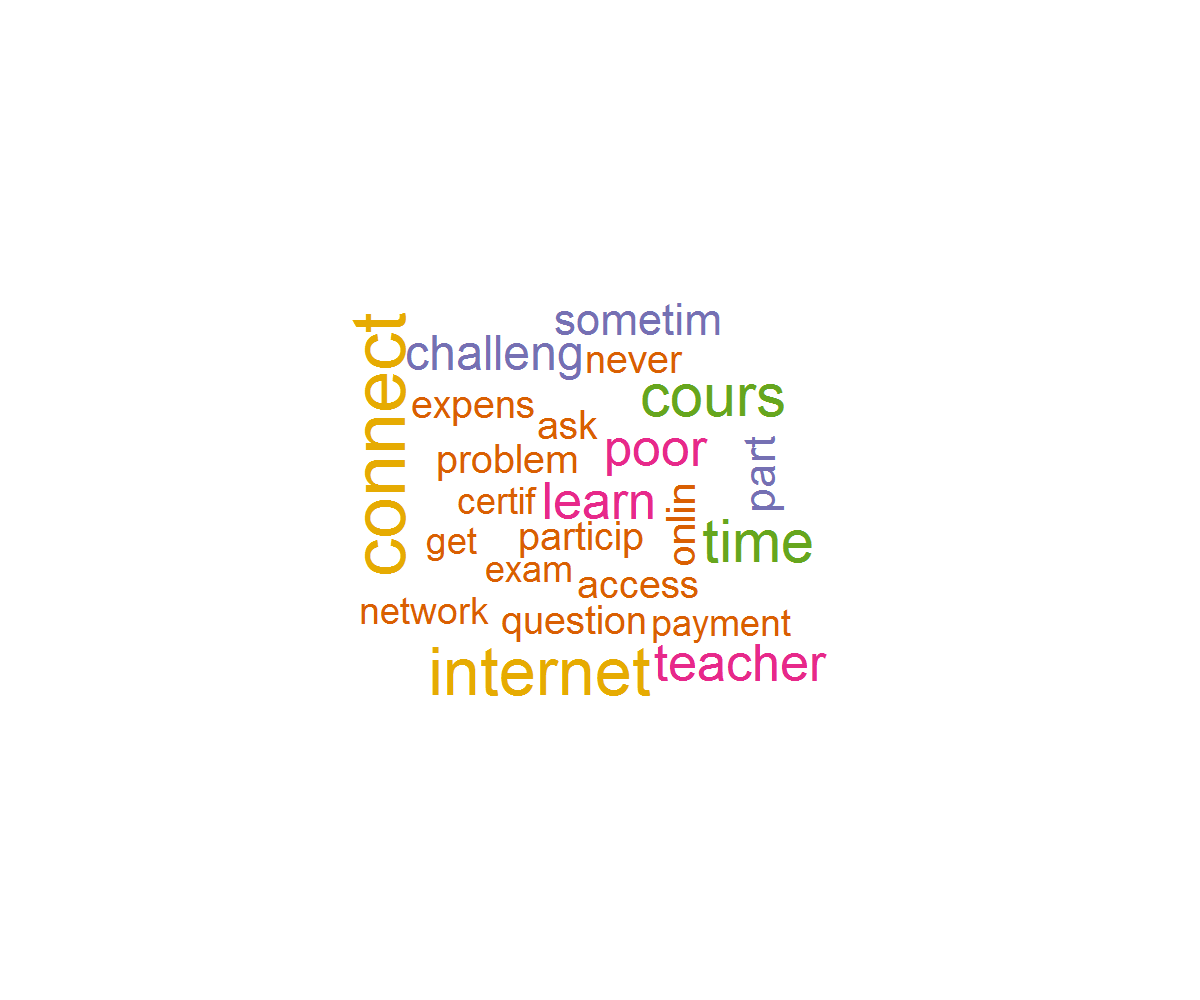 sometim
connect
challeng
never
cours
expens
ask
poor
part
problem
certif
learn
onlin
get
particip
time
exam
access
network
question
payment
internet
teacher